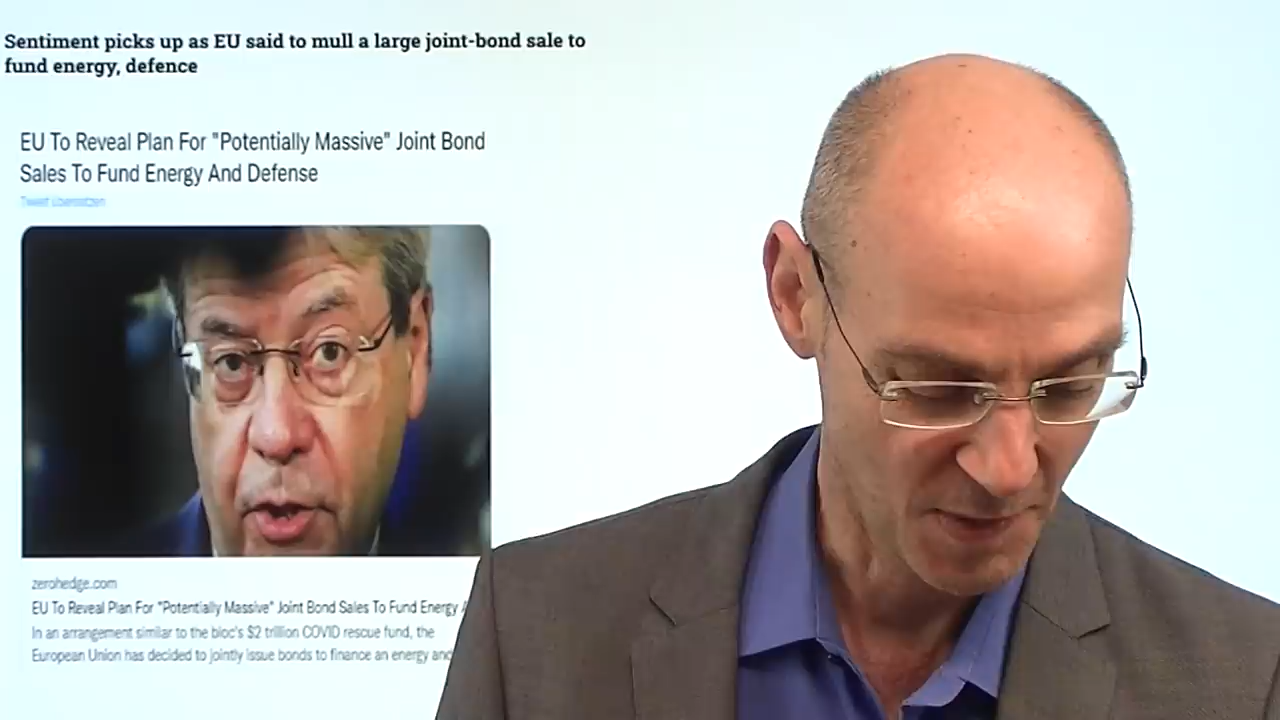 Sentiment picks up as EU said to mull a large joint-bond sale to
fund energy, defence
EU To Reveal Plan For "Potentially Massive" Joint Bond
Sales To Fund Energy And Defense
Tweet übersetzen
zerohedge.com
EU To Reveal Plan For "Potentially Massive" Joint Bond Sales To Fund Energy
In an arrangement similar to the bloc's $2 trillion COVID rescue fund, the
European Union has decided to jointly issue bonds to finance an energy and